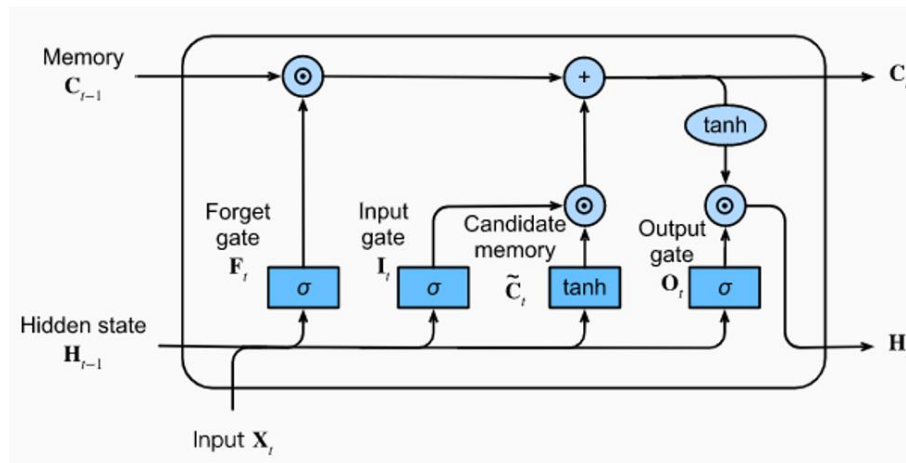 Memory
C_{t−1}
⊙
+
C_t
tanh
Forget
gate
F_t
Input
gate
I_t
⊙
Candidate
memory
C̃_t
⊙
Output
gate
O_t
σ
σ
tanh
σ
Hidden state
H_{t−1}
H
Input X_t